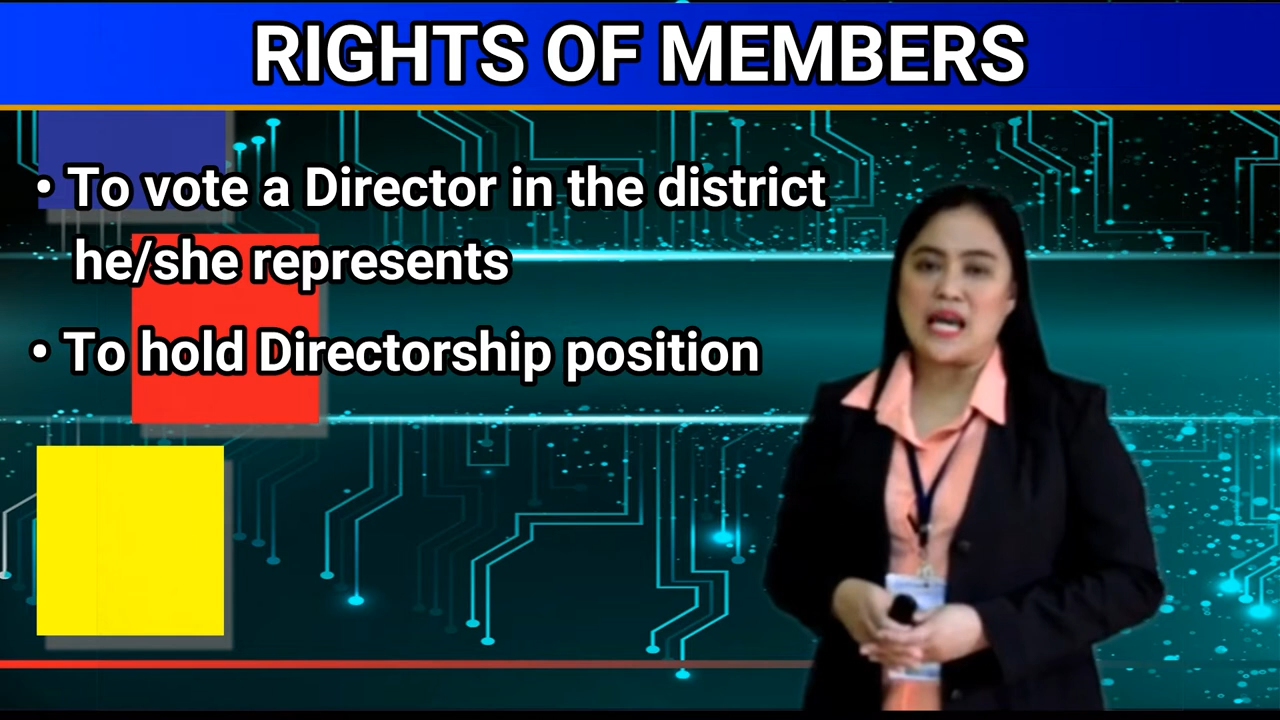 RIGHTS OF MEMBERS
• To vote a Director in the district
he/she represents
• To hold Directorship position